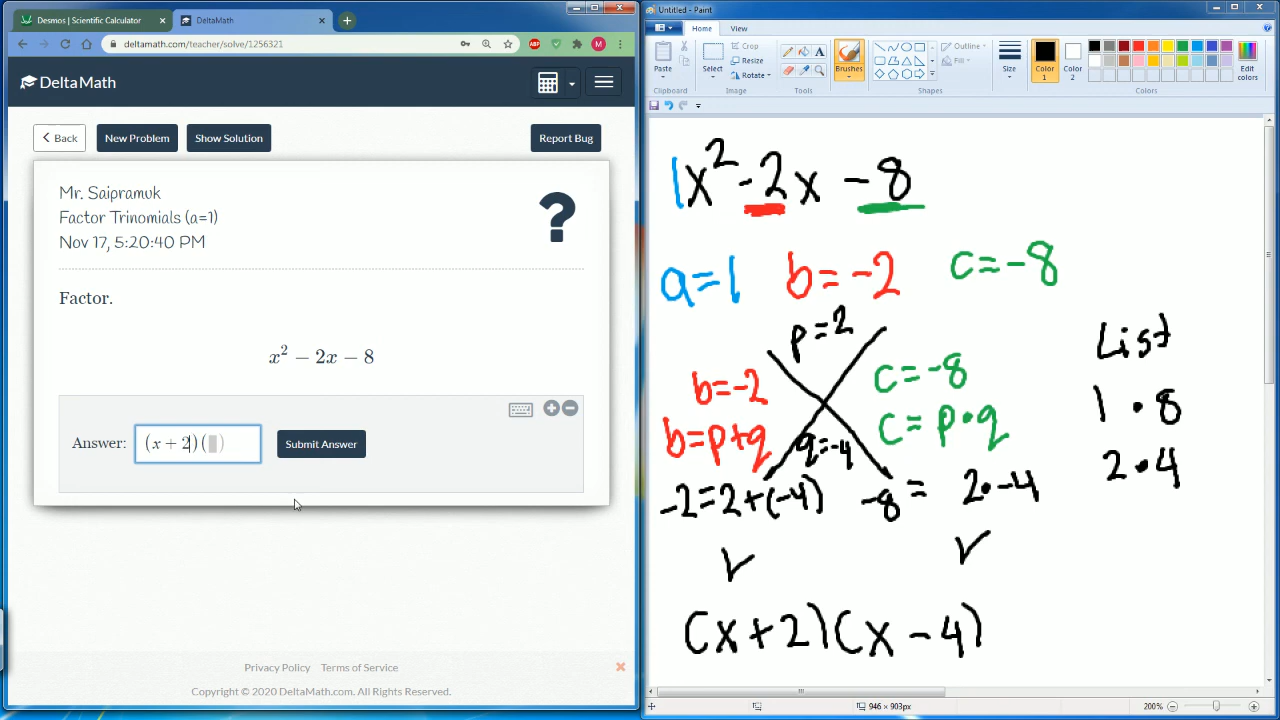 Desmos | Scientific Calculator
DeltaMath
deltamath.com/teacher/solve/1256321
ABP
M
DeltaMath
Back
New Problem
Show Solution
Report Bug
Mr. Saipramuk
Factor Trinomials (a=1)
Nov 17, 5:20:40 PM
?
Factor.
x² − 2x − 8
Answer:
(x + 2)( )
Submit Answer
Privacy Policy
Terms of Service
Copyright © 2020 DeltaMath.com. All Rights Reserved.
Untitled - Paint
Home
View
Paste
Clipboard
Select
Crop
Resize
Rotate
Image
A
Tools
Brushes
Outline
Fill
Shapes
Size
Color 1
Color 2
Edit colors
Colors
1x² -2x -8
a=1 b=-2 c=-8
p=2
List
b=-2
c=-8
1 • 8
b=p+q
q=-4
c=p•q
2•4
-2=2+(-4)
-8 = 2•-4
(x+2)(x-4)
946 × 903px
200%